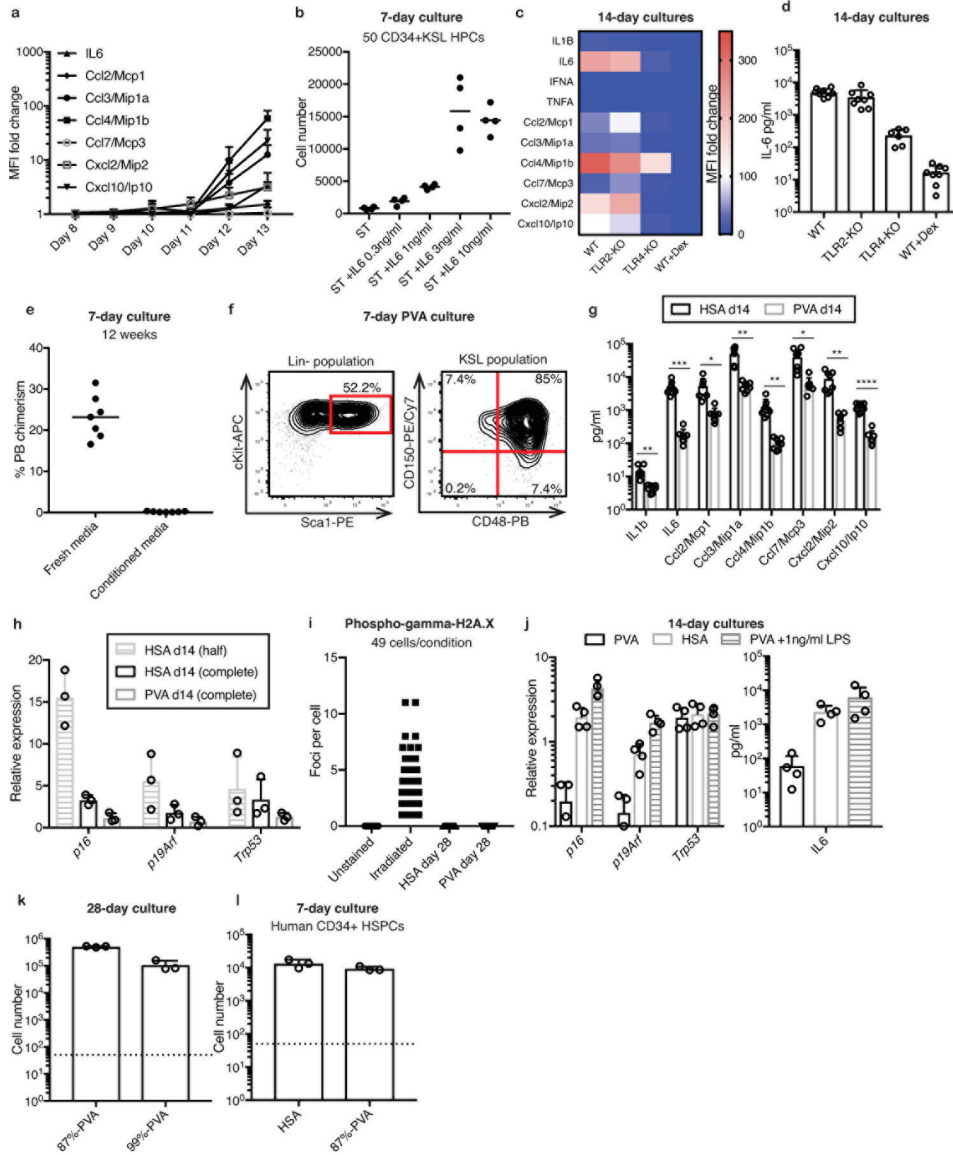 a
MFI fold change
1000
100
10
1
IL6
Ccl2/Mcp1
Ccl3/Mip1a
Ccl4/Mip1b
Ccl7/Mcp3
Cxcl2/Mip2
Cxcl10/Ip10
Day 8
Day 9
Day 10
Day 11
Day 12
Day 13
b
7-day culture
50 CD34+KSL HPCs
Cell number
25000
20000
15000
10000
5000
0
ST
ST +IL6 0.3ng/ml
ST +IL6 1ng/ml
ST +IL6 3ng/ml
ST +IL6 10ng/ml
c
14-day cultures
IL1B
IL6
IFNA
TNFA
Ccl2/Mcp1
Ccl3/Mip1a
Ccl4/Mip1b
Ccl7/Mcp3
Cxcl2/Mip2
Cxcl10/Ip10
WT
TLR2-KO
TLR4-KO
WT+Dex
300
200
100
0
MFI fold change
d
14-day cultures
IL-6 pg/ml
10⁵
10⁴
10³
10²
10¹
10⁰
WT
TLR2-KO
TLR4-KO
WT+Dex
e
7-day culture
12 weeks
% PB chimerism
40
30
20
10
0
Fresh media
Conditioned media
f
7-day PVA culture
Lin- population
52.2%
cKit-APC
Sca1-PE
KSL population
7.4%
85%
0.2%
7.4%
CD150-PE/Cy7
CD48-PB
g
HSA d14
PVA d14
pg/ml
10⁵
10⁴
10³
10²
10¹
10⁰
**
***
*
**
**
*
**
****
IL1b
IL6
Ccl2/Mcp1
Ccl3/Mip1a
Ccl4/Mip1b
Ccl7/Mcp3
Cxcl2/Mip2
Cxcl10/Ip10
h
Relative expression
20
15
10
5
0
HSA d14 (half)
HSA d14 (complete)
PVA d14 (complete)
p16
p19Arf
Trp53
i
Phospho-gamma-H2A.X
49 cells/condition
Foci per cell
15
10
5
0
Unstained
Irradiated
HSA day 28
PVA day 28
j
14-day cultures
PVA
HSA
PVA +1ng/ml LPS
Relative expression
10
1
0.1
p16
p19Arf
Trp53
pg/ml
10⁵
10⁴
10³
10²
10¹
10⁰
IL6
k
28-day culture
Cell number
10⁶
10⁵
10⁴
10³
10²
10¹
10⁰
87%-PVA
99%-PVA
l
7-day culture
Human CD34+ HSPCs
Cell number
10⁵
10⁴
10³
10²
10¹
10⁰
HSA
87%-PVA